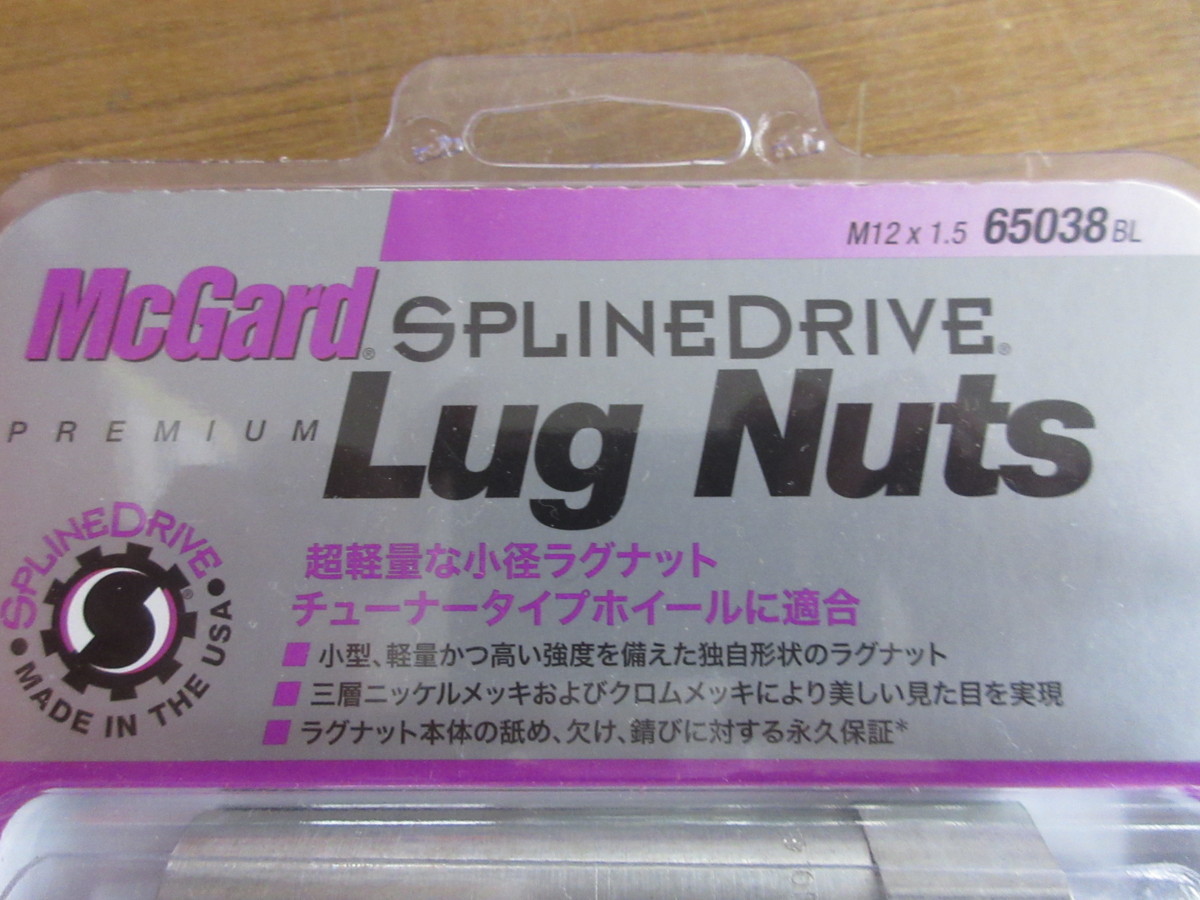 M12 x 1.5 65038 BL
McGard® SPLINEDRIVE®
PREMIUM Lug Nuts
SPLINEDRIVE®
• MADE IN THE USA •
超軽量な小径ラグナット
チューナータイプホイールに適合
■ 小型、軽量かつ高い強度を備えた独自形状のラグナット
■ 三層ニッケルメッキおよびクロムメッキにより美しい見た目を実現
■ ラグナット本体の舐め、欠け、錆びに対する永久保証*